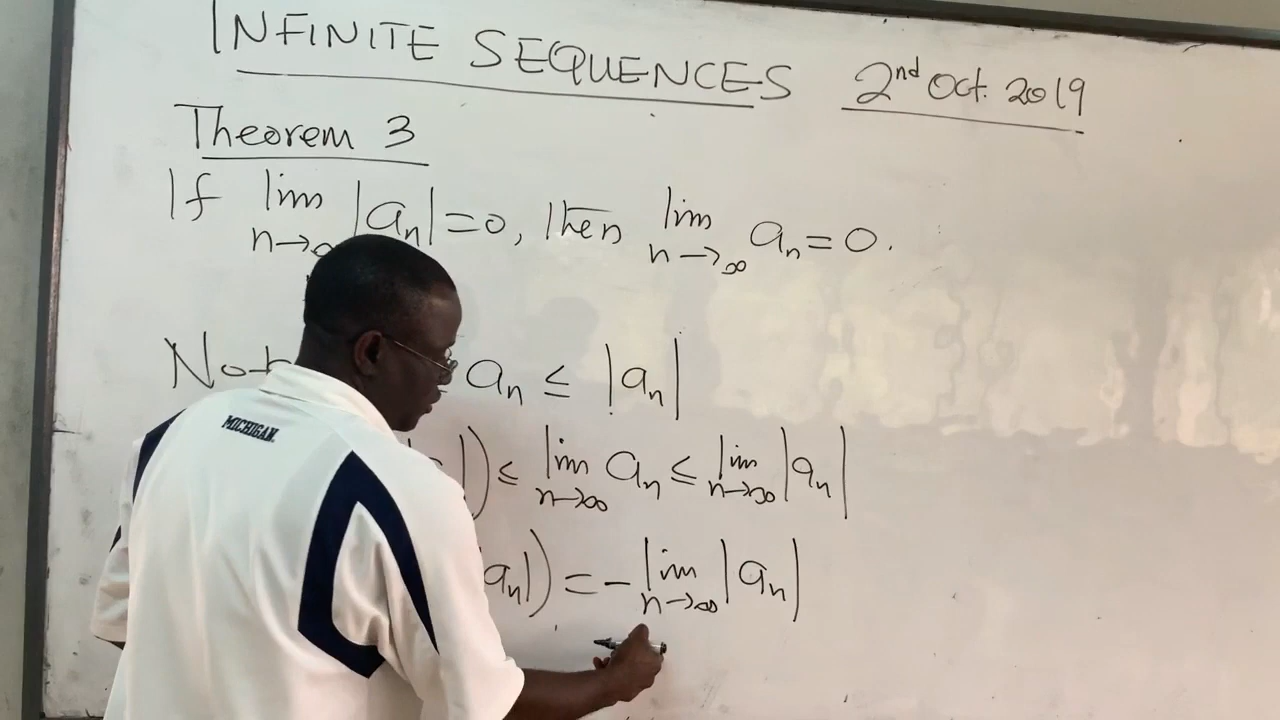 INFINITE SEQUENCES 2nd Oct. 2019
Theorem 3
If lim n→∞ |an| = 0, then lim n→∞ an = 0.
an ≤ |an|
|) ≤ lim n→∞ an ≤ lim n→∞ |an|
an|) = - lim n→∞ |an|
MICHIGAN